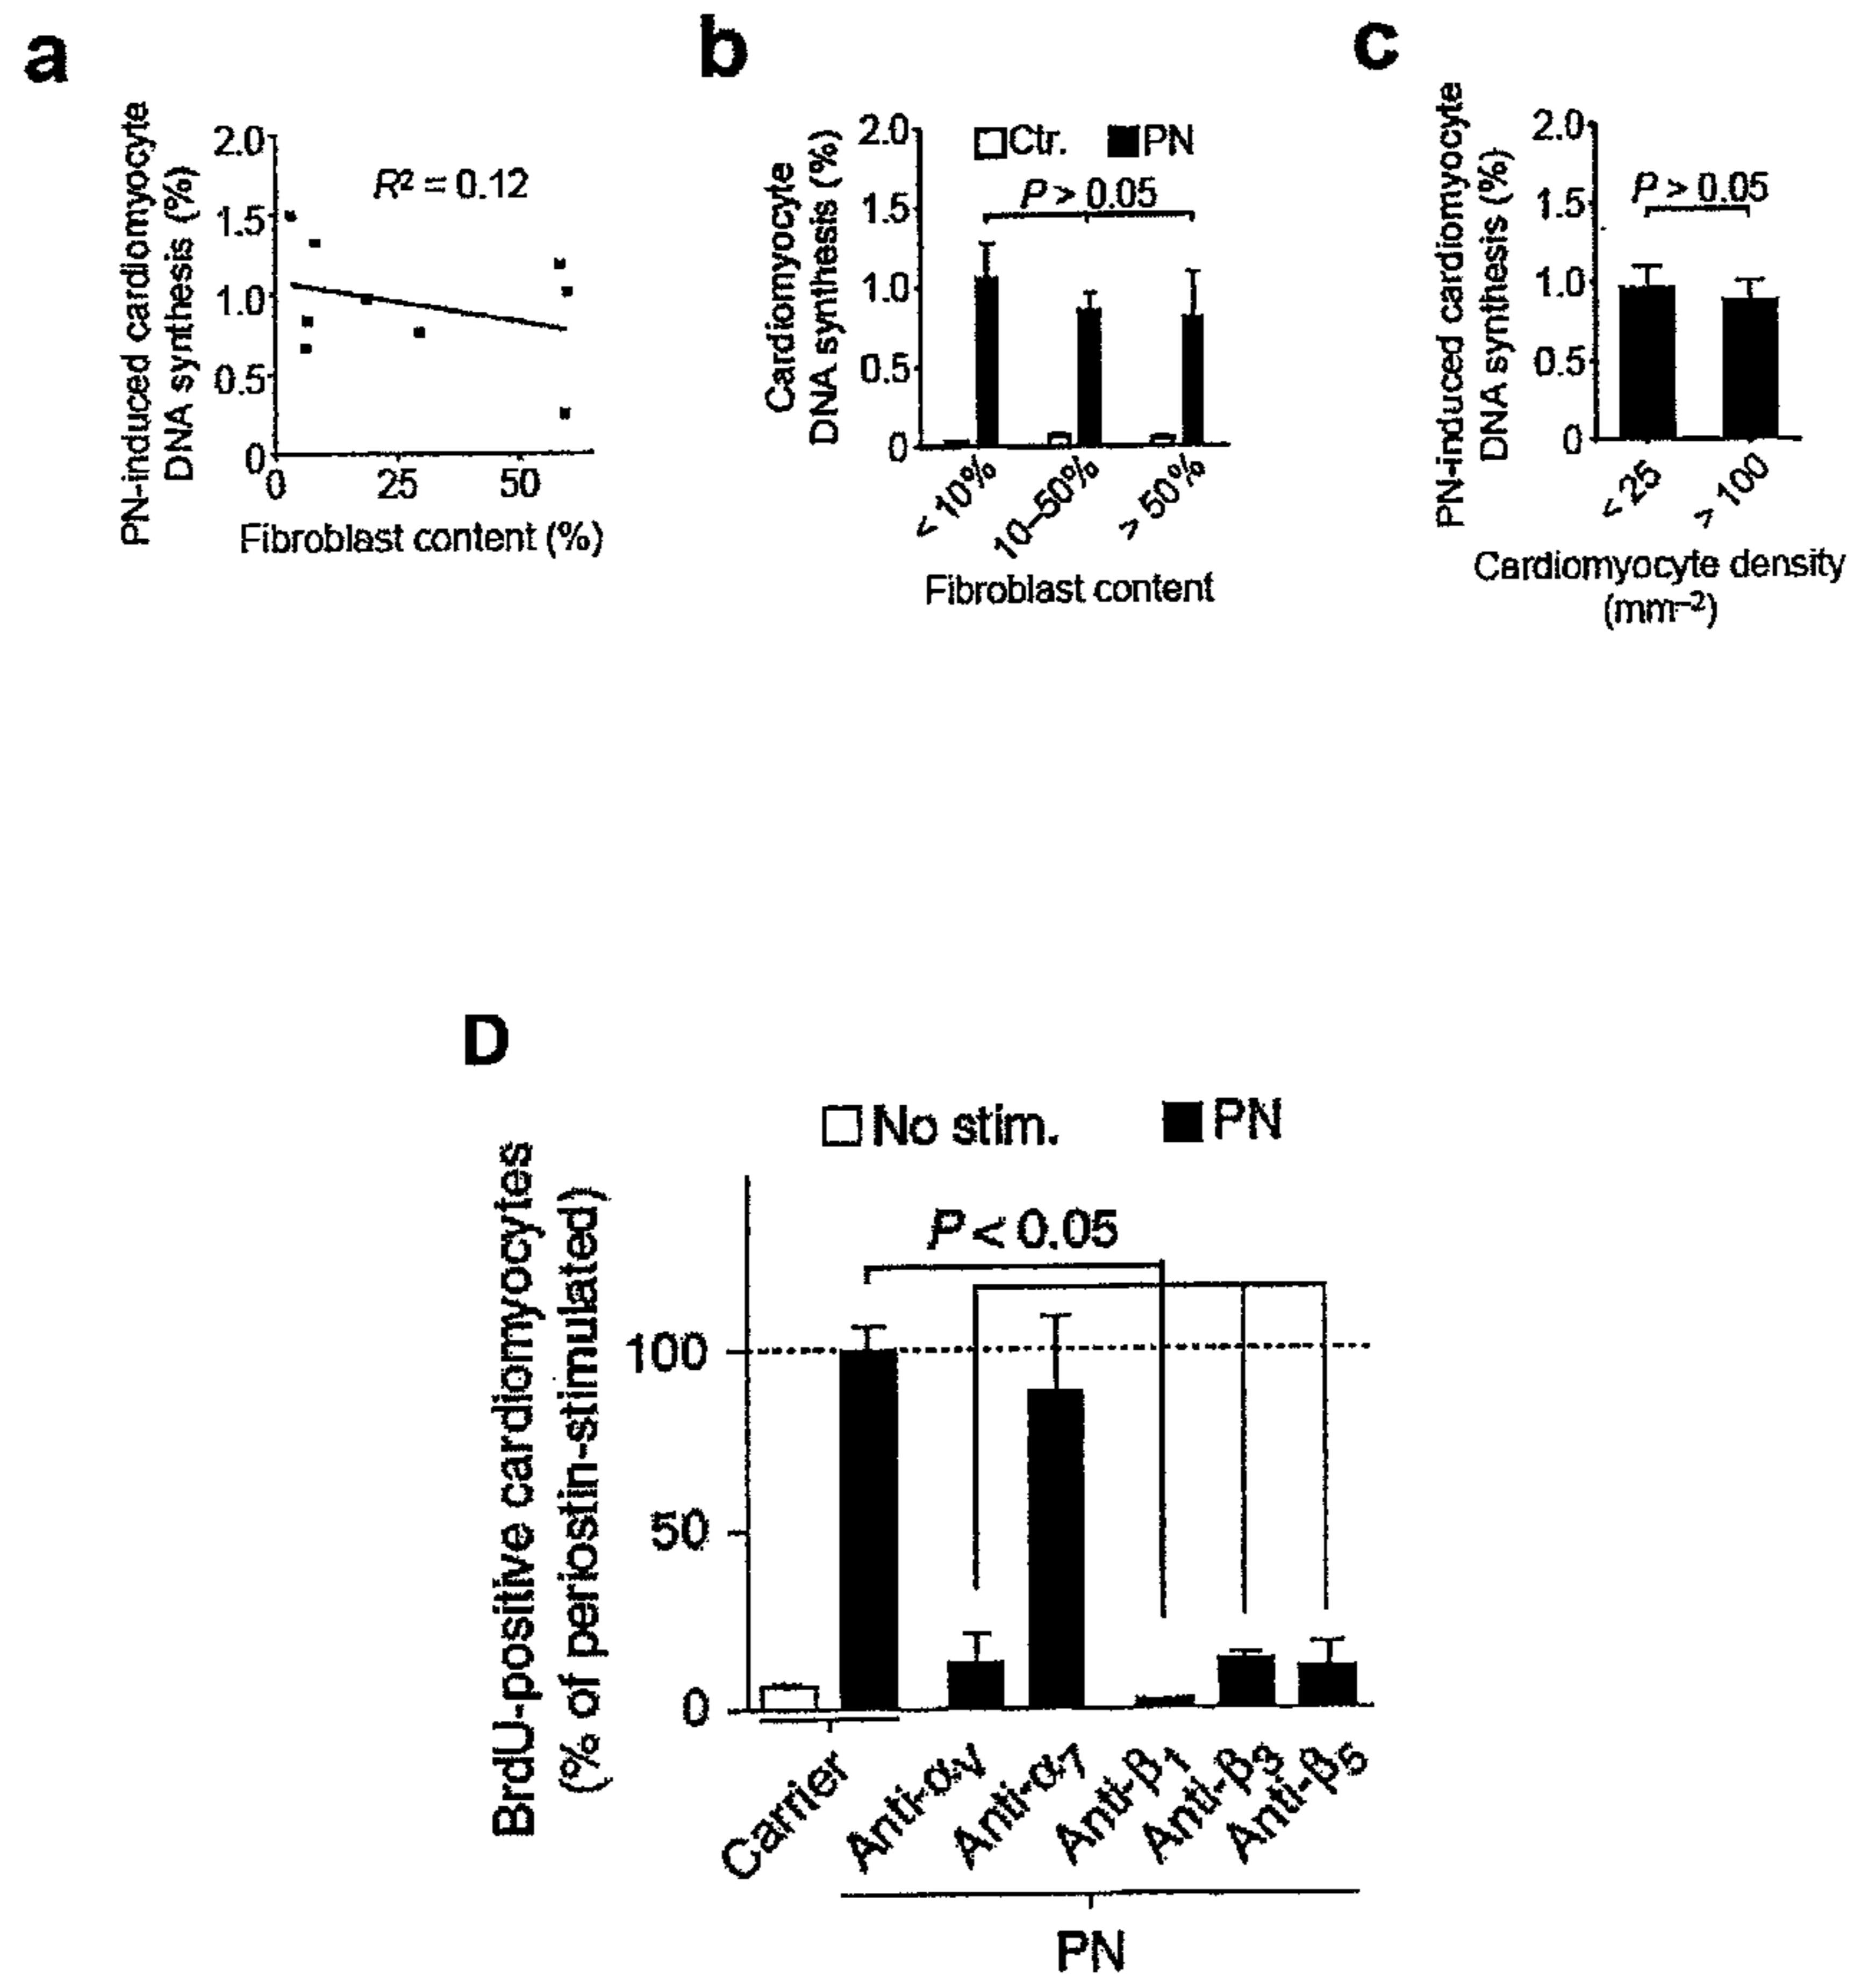 a
PN-induced cardiomyocyte
DNA synthesis (%)
2.0
1.5
1.0
0.5
0
R² = 0.12
0 25 50
Fibroblast content (%)
b
Cardiomyocyte
DNA synthesis (%)
2.0
1.5
1.0
0.5
0
Ctr. PN
P > 0.05
< 10% 10–50% > 50%
Fibroblast content
c
PN-induced cardiomyocyte
DNA synthesis (%)
2.0
1.5
1.0
0.5
0
P > 0.05
< 25 > 100
Cardiomyocyte density
(mm–2)
D
No stim. PN
BrdU-positive cardiomyocytes
(% of periostin-stimulated)
P < 0.05
100
50
0
Carrier Anti-αV Anti-α7 Anti-β1 Anti-β3 Anti-β5
PN